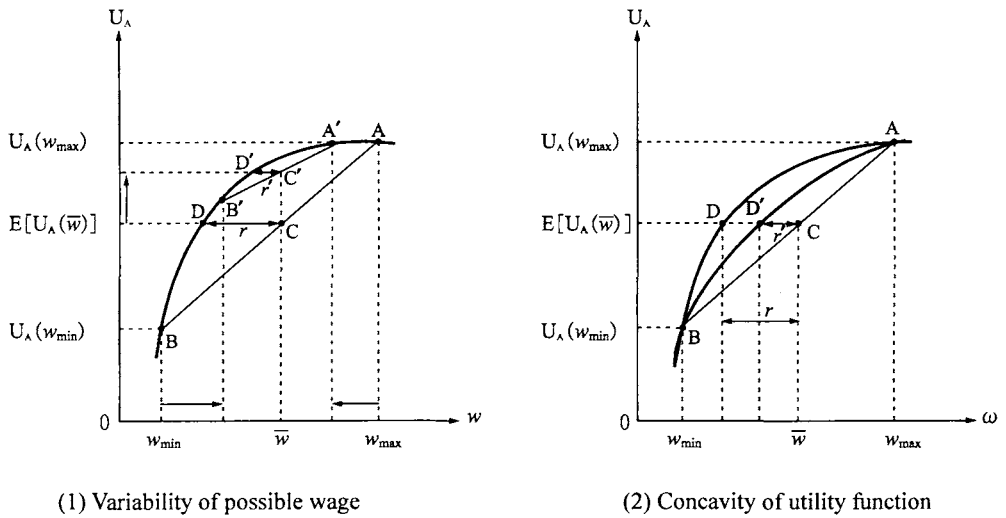 U_A
U_A(w_max)
E[U_A(w̅)]
U_A(w_min)
0
A′
A
D′
C′
r′
D
B′
r
C
B
w_min
w̅
w_max
w
(1) Variability of possible wage
U_A
U_A(w_max)
E[U_A(w̅)]
U_A(w_min)
0
A
D
D′
r′
C
r
B
w_min
w̅
w_max
ω
(2) Concavity of utility function